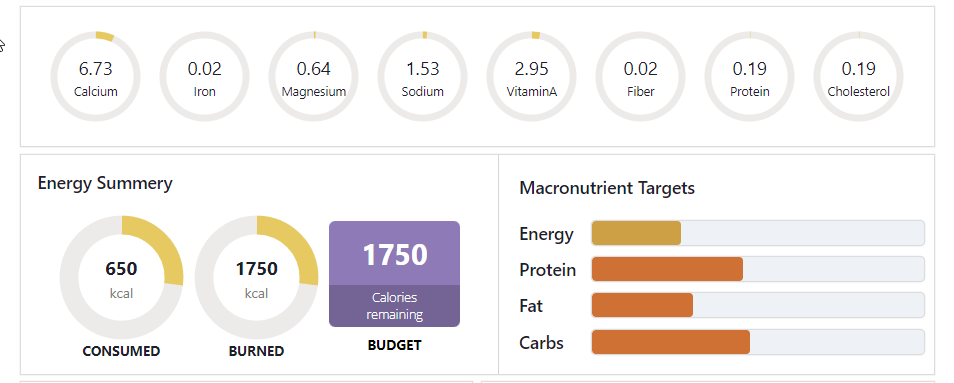 6.73
Calcium
0.02
Iron
0.64
Magnesium
1.53
Sodium
2.95
VitaminA
0.02
Fiber
0.19
Protein
0.19
Cholesterol
Energy Summery
650
kcal
CONSUMED
1750
kcal
BURNED
1750
Calories
remaining
BUDGET
Macronutrient Targets
Energy
Protein
Fat
Carbs